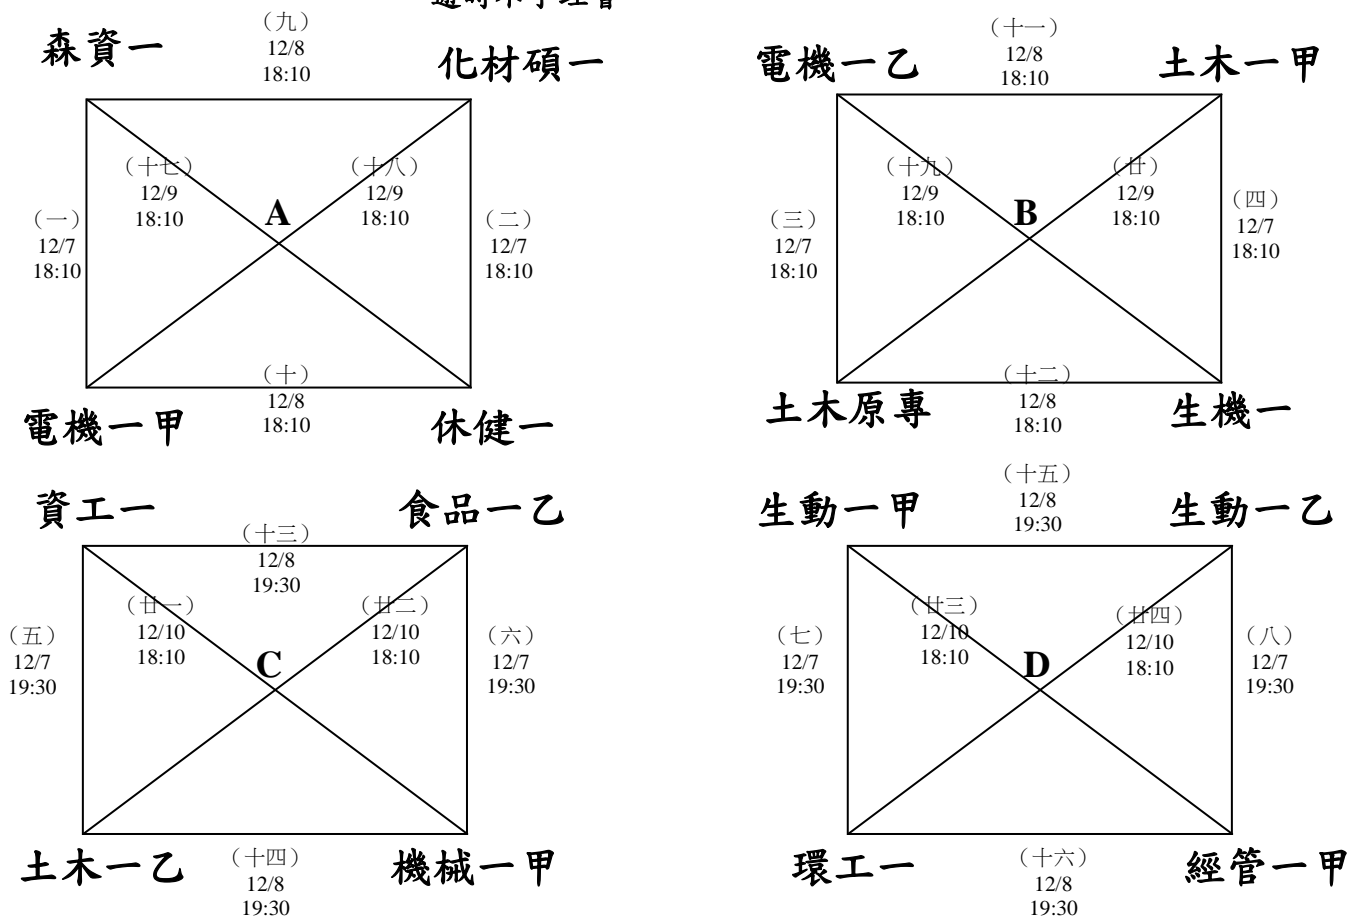 森資一
（九）
12/8
18:10
化材碩一
（十七）
12/9
18:10
（十八）
12/9
18:10
A
（一）
12/7
18:10
（二）
12/7
18:10
（十）
12/8
18:10
電機一甲
休健一
電機一乙
（十一）
12/8
18:10
土木一甲
（十九）
12/9
18:10
（廿）
12/9
18:10
B
（三）
12/7
18:10
（四）
12/7
18:10
（十二）
12/8
18:10
土木原專
生機一
資工一
食品一乙
（十三）
12/8
19:30
（廿一）
12/10
18:10
（廿二）
12/10
18:10
C
（五）
12/7
19:30
（六）
12/7
19:30
土木一乙
（十四）
12/8
19:30
機械一甲
（十五）
12/8
19:30
生動一甲
生動一乙
（廿三）
12/10
18:10
（廿四）
12/10
18:10
D
（七）
12/7
19:30
（八）
12/7
19:30
環工一
（十六）
12/8
19:30
經管一甲